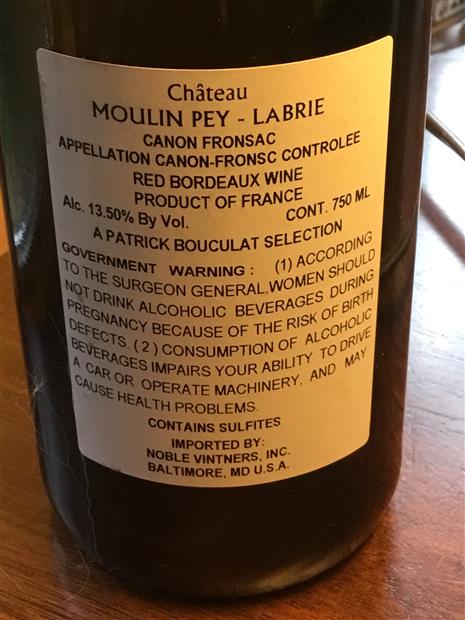 Château
MOULIN PEY - LABRIE
CANON FRONSAC
APPELLATION CANON-FRONSC CONTROLEE
RED BORDEAUX WINE
PRODUCT OF FRANCE
Alc. 13.50% By Vol. CONT. 750 ML
A PATRICK BOUCULAT SELECTION
GOVERNMENT WARNING : (1) ACCORDING
TO THE SURGEON GENERAL,WOMEN SHOULD
NOT DRINK ALCOHOLIC BEVERAGES DURING
PREGNANCY BECAUSE OF THE RISK OF BIRTH
DEFECTS. ( 2 ) CONSUMPTION OF ALCOHOLIC
BEVERAGES IMPAIRS YOUR ABILITY TO DRIVE
A CAR OR OPERATE MACHINERY, AND MAY
CAUSE HEALTH PROBLEMS.
CONTAINS SULFITES
IMPORTED BY:
NOBLE VINTNERS, INC.
BALTIMORE, MD U.S.A.